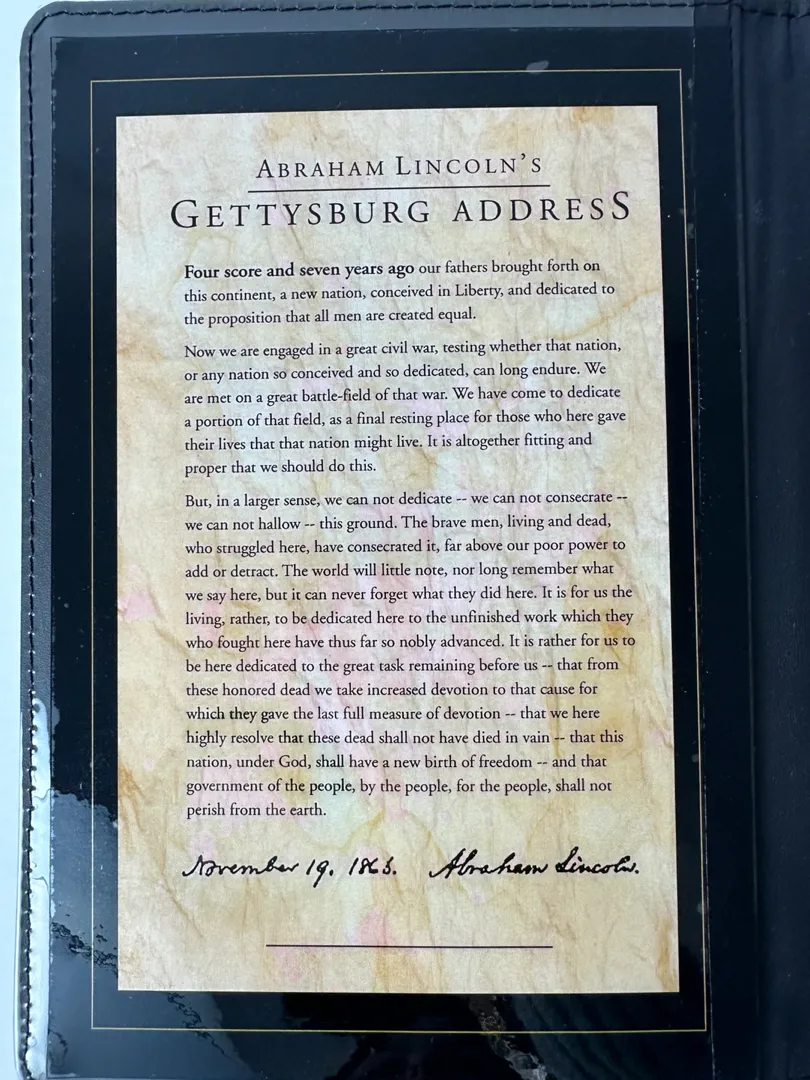 ABRAHAM LINCOLN'S
GETTYSBURG ADDRESS
Four score and seven years ago our fathers brought forth on
this continent, a new nation, conceived in Liberty, and dedicated to
the proposition that all men are created equal.
Now we are engaged in a great civil war, testing whether that nation,
or any nation so conceived and so dedicated, can long endure. We
are met on a great battle-field of that war. We have come to dedicate
a portion of that field, as a final resting place for those who here gave
their lives that that nation might live. It is altogether fitting and
proper that we should do this.
But, in a larger sense, we can not dedicate -- we can not consecrate --
we can not hallow -- this ground. The brave men, living and dead,
who struggled here, have consecrated it, far above our poor power to
add or detract. The world will little note, nor long remember what
we say here, but it can never forget what they did here. It is for us the
living, rather, to be dedicated here to the unfinished work which they
who fought here have thus far so nobly advanced. It is rather for us to
be here dedicated to the great task remaining before us -- that from
these honored dead we take increased devotion to that cause for
which they gave the last full measure of devotion -- that we here
highly resolve that these dead shall not have died in vain -- that this
nation, under God, shall have a new birth of freedom -- and that
government of the people, by the people, for the people, shall not
perish from the earth.
November 19. 1863. Abraham Lincoln.